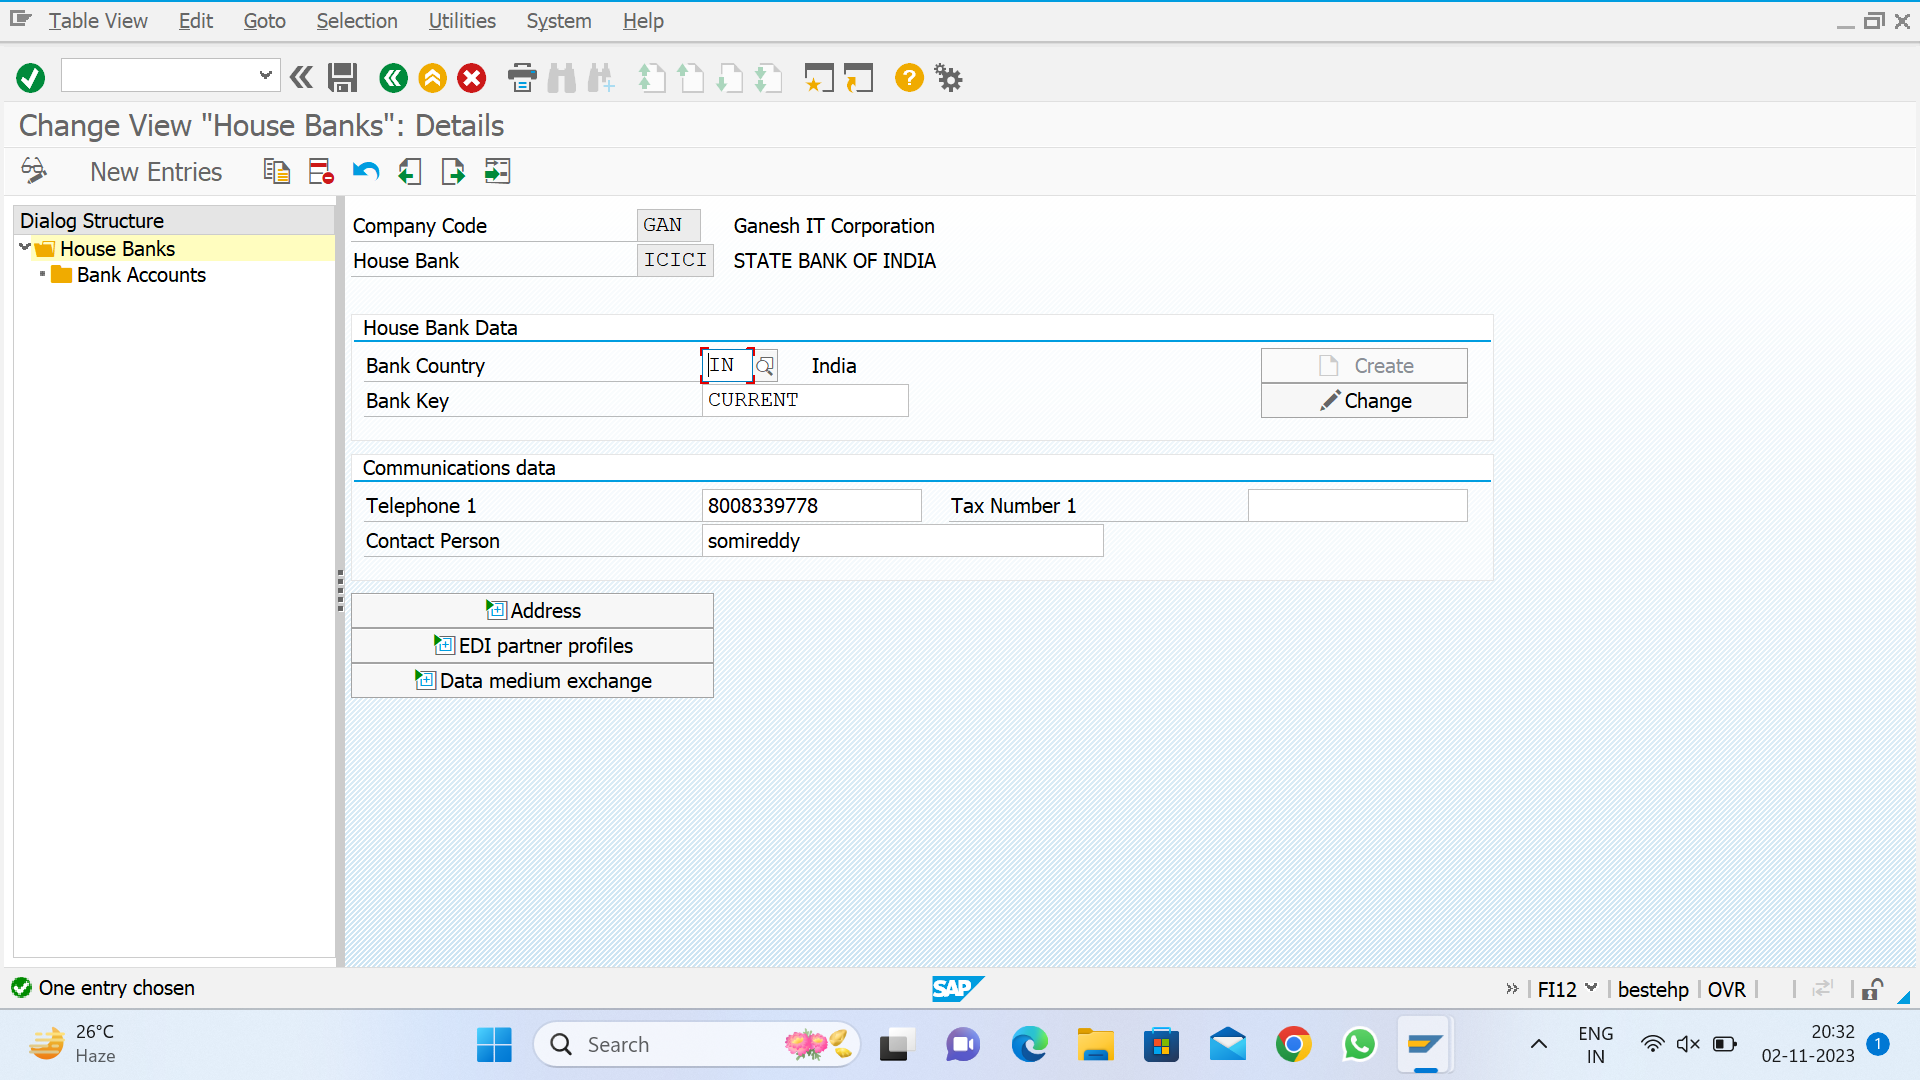 Table View Edit Goto Selection Utilities System Help
Change View "House Banks": Details
New Entries
Dialog Structure
House Banks
Bank Accounts
Company Code GAN Ganesh IT Corporation
House Bank ICICI STATE BANK OF INDIA
House Bank Data
Bank Country IN India Create
Bank Key CURRENT Change
Communications data
Telephone 1 8008339778 Tax Number 1
Contact Person somireddy
Address
EDI partner profiles
Data medium exchange
One entry chosen SAP FI12 bestehp OVR
26°C
Haze
Search
ENG
IN
20:32
02-11-2023
1